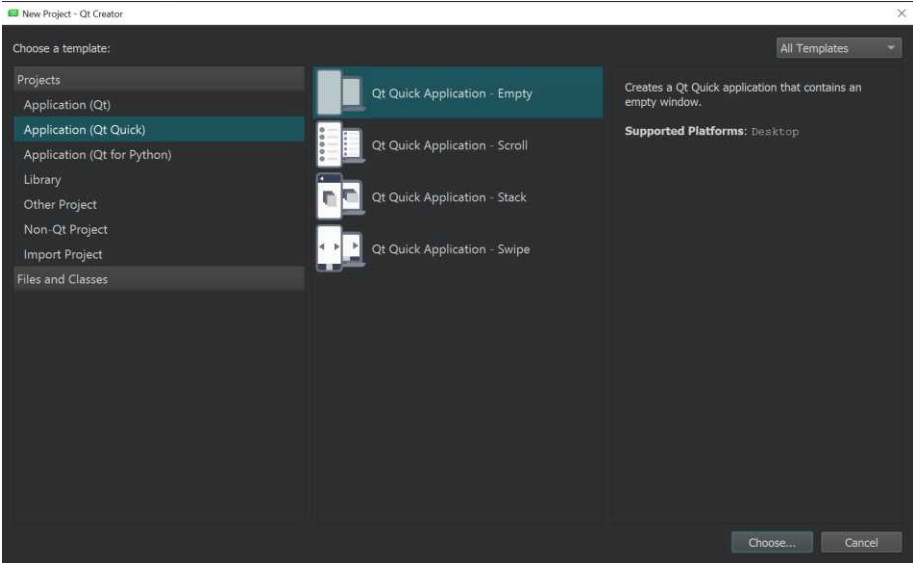 New Project - Qt Creator
Choose a template:
All Templates
Projects
Application (Qt)
Application (Qt Quick)
Application (Qt for Python)
Library
Other Project
Non-Qt Project
Import Project
Files and Classes
Qt Quick Application - Empty
Qt Quick Application - Scroll
Qt Quick Application - Stack
Qt Quick Application - Swipe
Creates a Qt Quick application that contains an
empty window.
Supported Platforms: Desktop
Choose...
Cancel